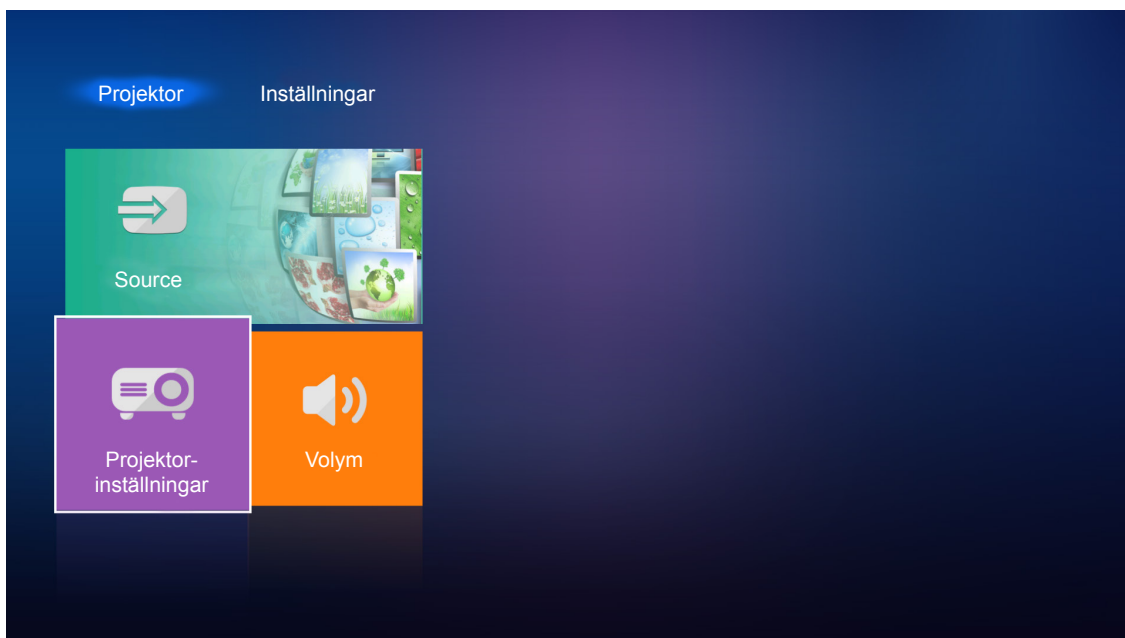 Projektor
Inställningar
Source
Projektor-
inställningar
Volym